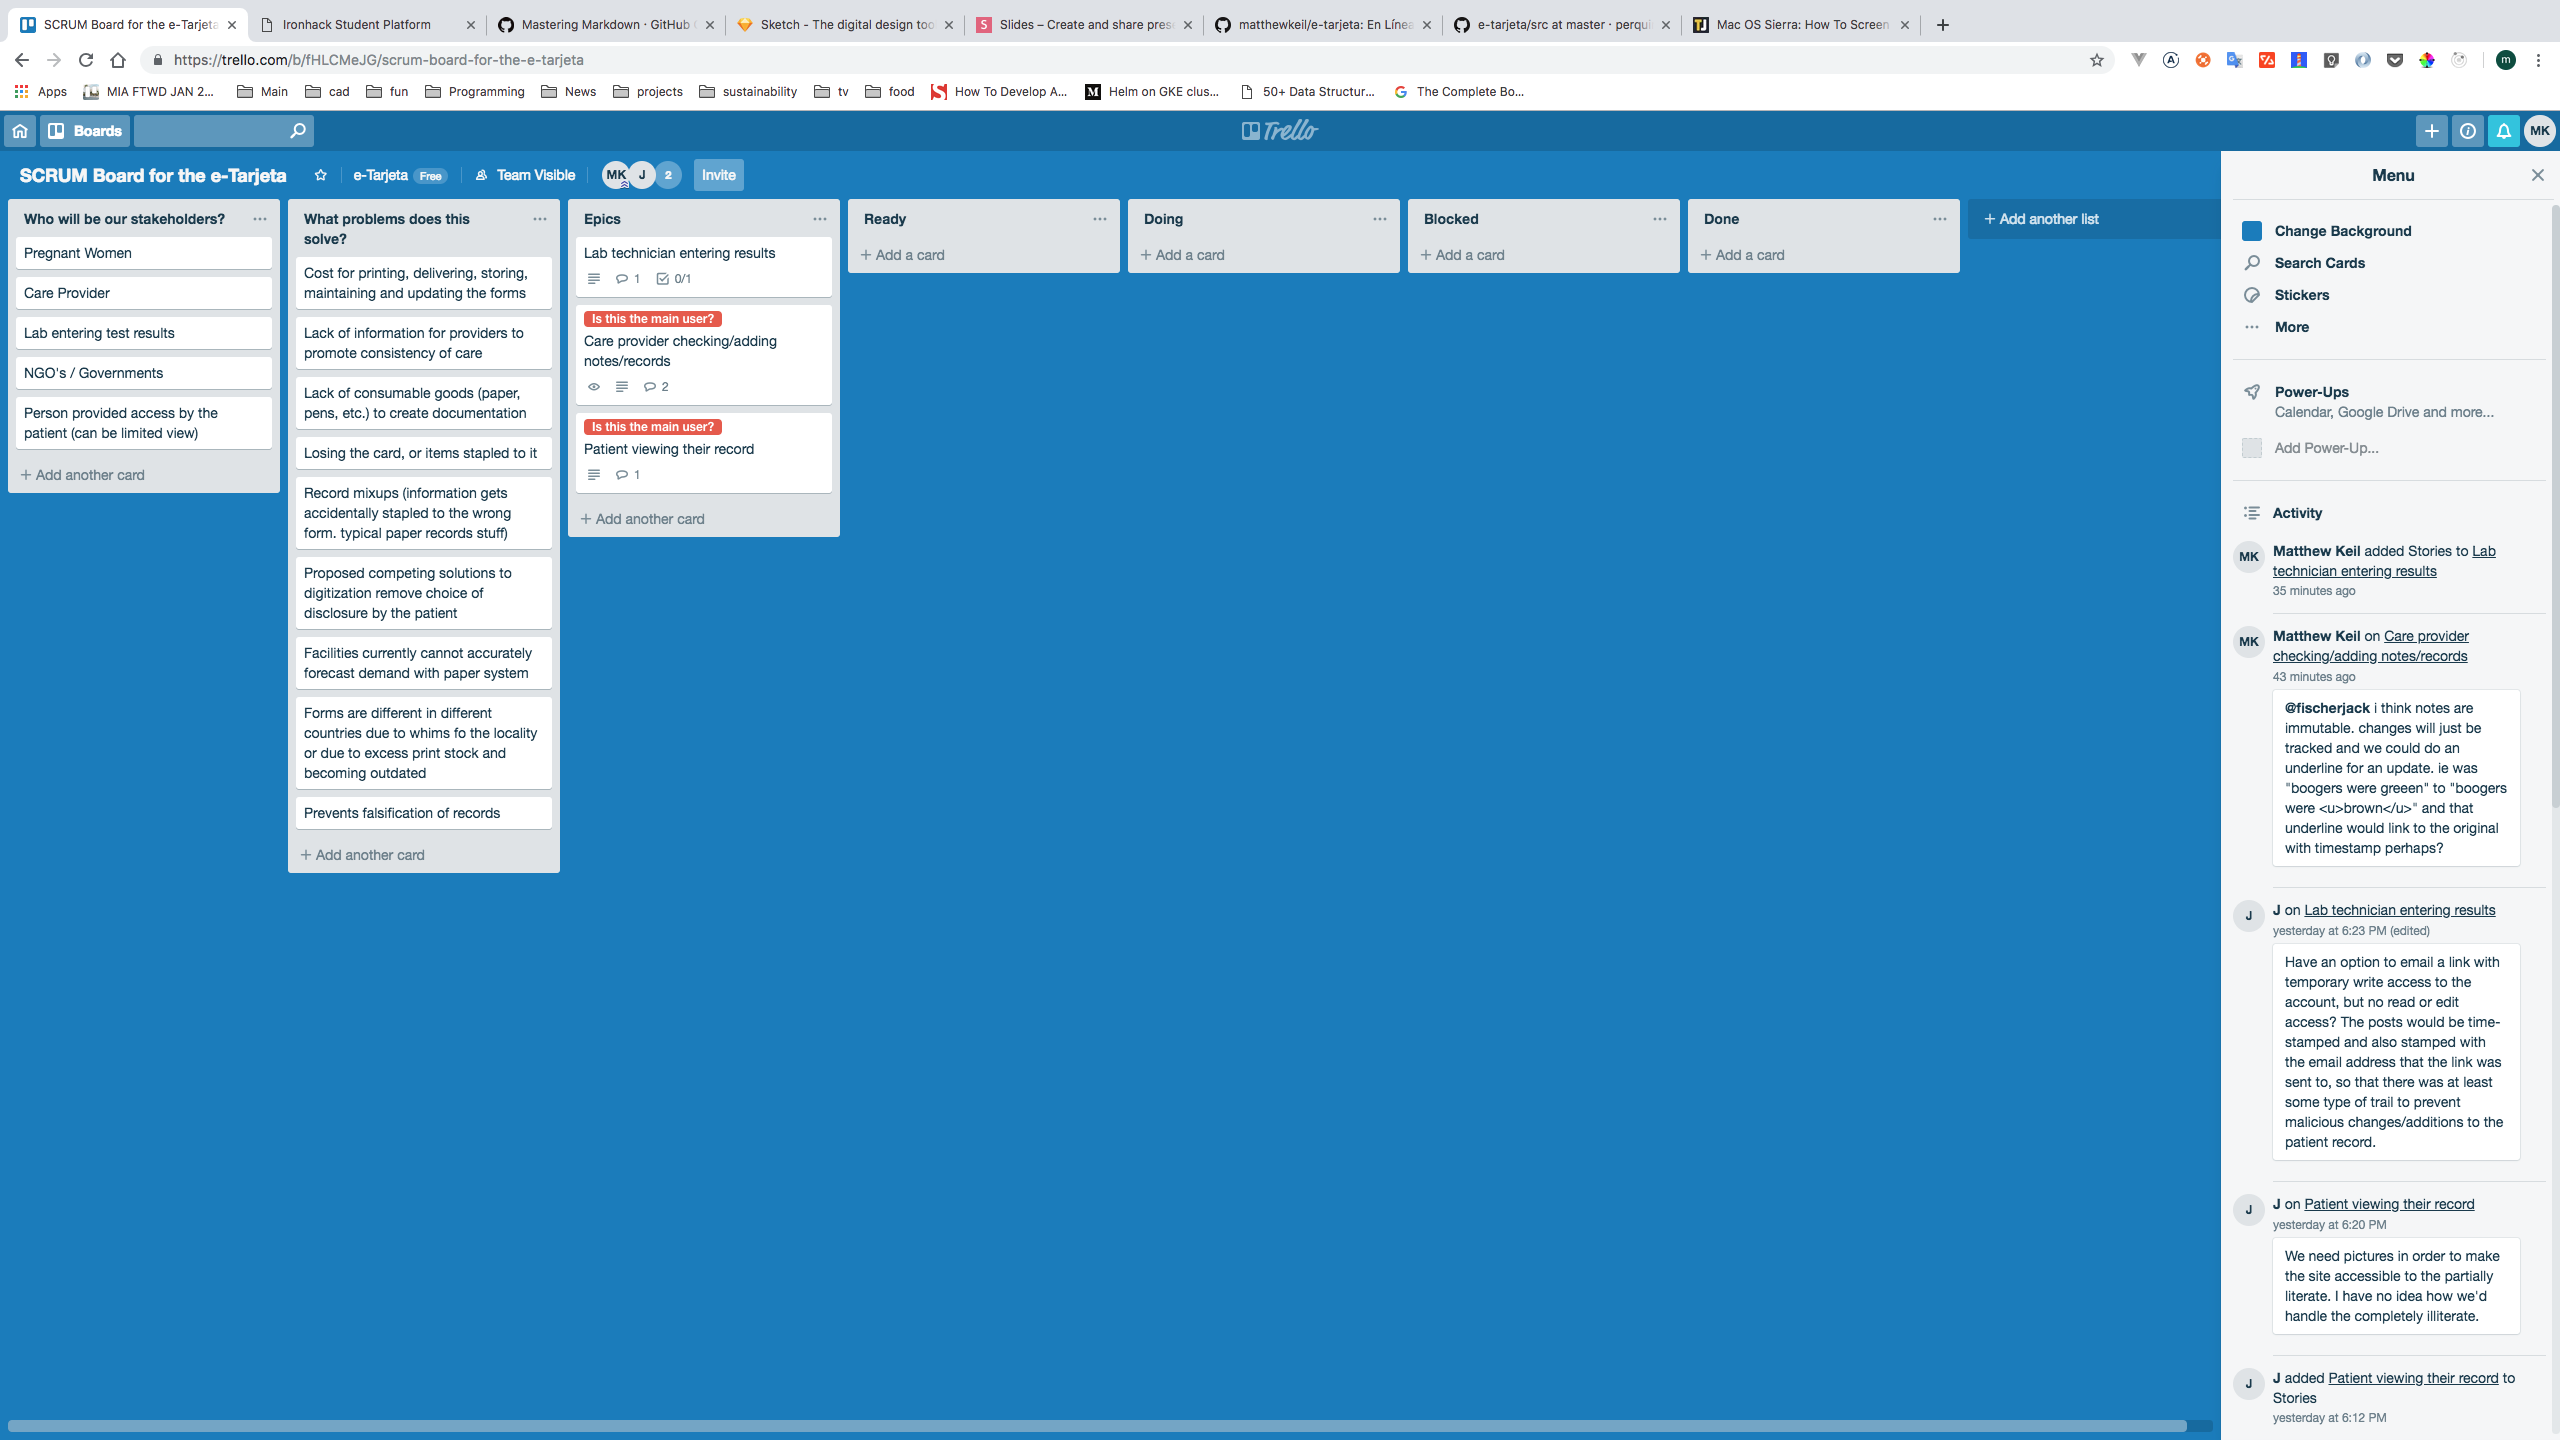 SCRUM Board for the e-Tarjeta
Ironhack Student Platform
Mastering Markdown · GitHub
Sketch - The digital design too
Slides – Create and share pres
matthewkeil/e-tarjeta: En Línea
e-tarjeta/src at master · perqui
Mac OS Sierra: How To Screen
https://trello.com/b/fHLCMeJG/scrum-board-for-the-e-tarjeta
m
Apps
MIA FTWD JAN 2...
Main
cad
fun
Programming
News
projects
sustainability
tv
food
How To Develop A...
Helm on GKE clus...
50+ Data Structur...
The Complete Bo...
Boards
Trello
MK
SCRUM Board for the e-Tarjeta
e-Tarjeta Free
Team Visible
MK
J
2
Invite
Who will be our stakeholders?
Pregnant Women
Care Provider
Lab entering test results
NGO's / Governments
Person provided access by the
patient (can be limited view)
+ Add another card
What problems does this
solve?
Cost for printing, delivering, storing,
maintaining and updating the forms
Lack of information for providers to
promote consistency of care
Lack of consumable goods (paper,
pens, etc.) to create documentation
Losing the card, or items stapled to it
Record mixups (information gets
accidentally stapled to the wrong
form. typical paper records stuff)
Proposed competing solutions to
digitization remove choice of
disclosure by the patient
Facilities currently cannot accurately
forecast demand with paper system
Forms are different in different
countries due to whims fo the locality
or due to excess print stock and
becoming outdated
Prevents falsification of records
+ Add another card
Epics
Lab technician entering results
1 0/1
Is this the main user?
Care provider checking/adding
notes/records
2
Is this the main user?
Patient viewing their record
1
+ Add another card
Ready
+ Add a card
Doing
+ Add a card
Blocked
+ Add a card
Done
+ Add a card
+ Add another list
Menu
Change Background
Search Cards
Stickers
More
Power-Ups
Calendar, Google Drive and more...
Add Power-Up...
Activity
MK
Matthew Keil added Stories to Lab
technician entering results
35 minutes ago
MK
Matthew Keil on Care provider
checking/adding notes/records
43 minutes ago
@fischerjack i think notes are
immutable. changes will just be
tracked and we could do an
underline for an update. ie was
"boogers were greeen" to "boogers
were <u>brown</u>" and that
underline would link to the original
with timestamp perhaps?
J
J on Lab technician entering results
yesterday at 6:23 PM (edited)
Have an option to email a link with
temporary write access to the
account, but no read or edit
access? The posts would be time-
stamped and also stamped with
the email address that the link was
sent to, so that there was at least
some type of trail to prevent
malicious changes/additions to the
patient record.
J
J on Patient viewing their record
yesterday at 6:20 PM
We need pictures in order to make
the site accessible to the partially
literate. I have no idea how we'd
handle the completely illiterate.
J
J added Patient viewing their record to
Stories
yesterday at 6:12 PM